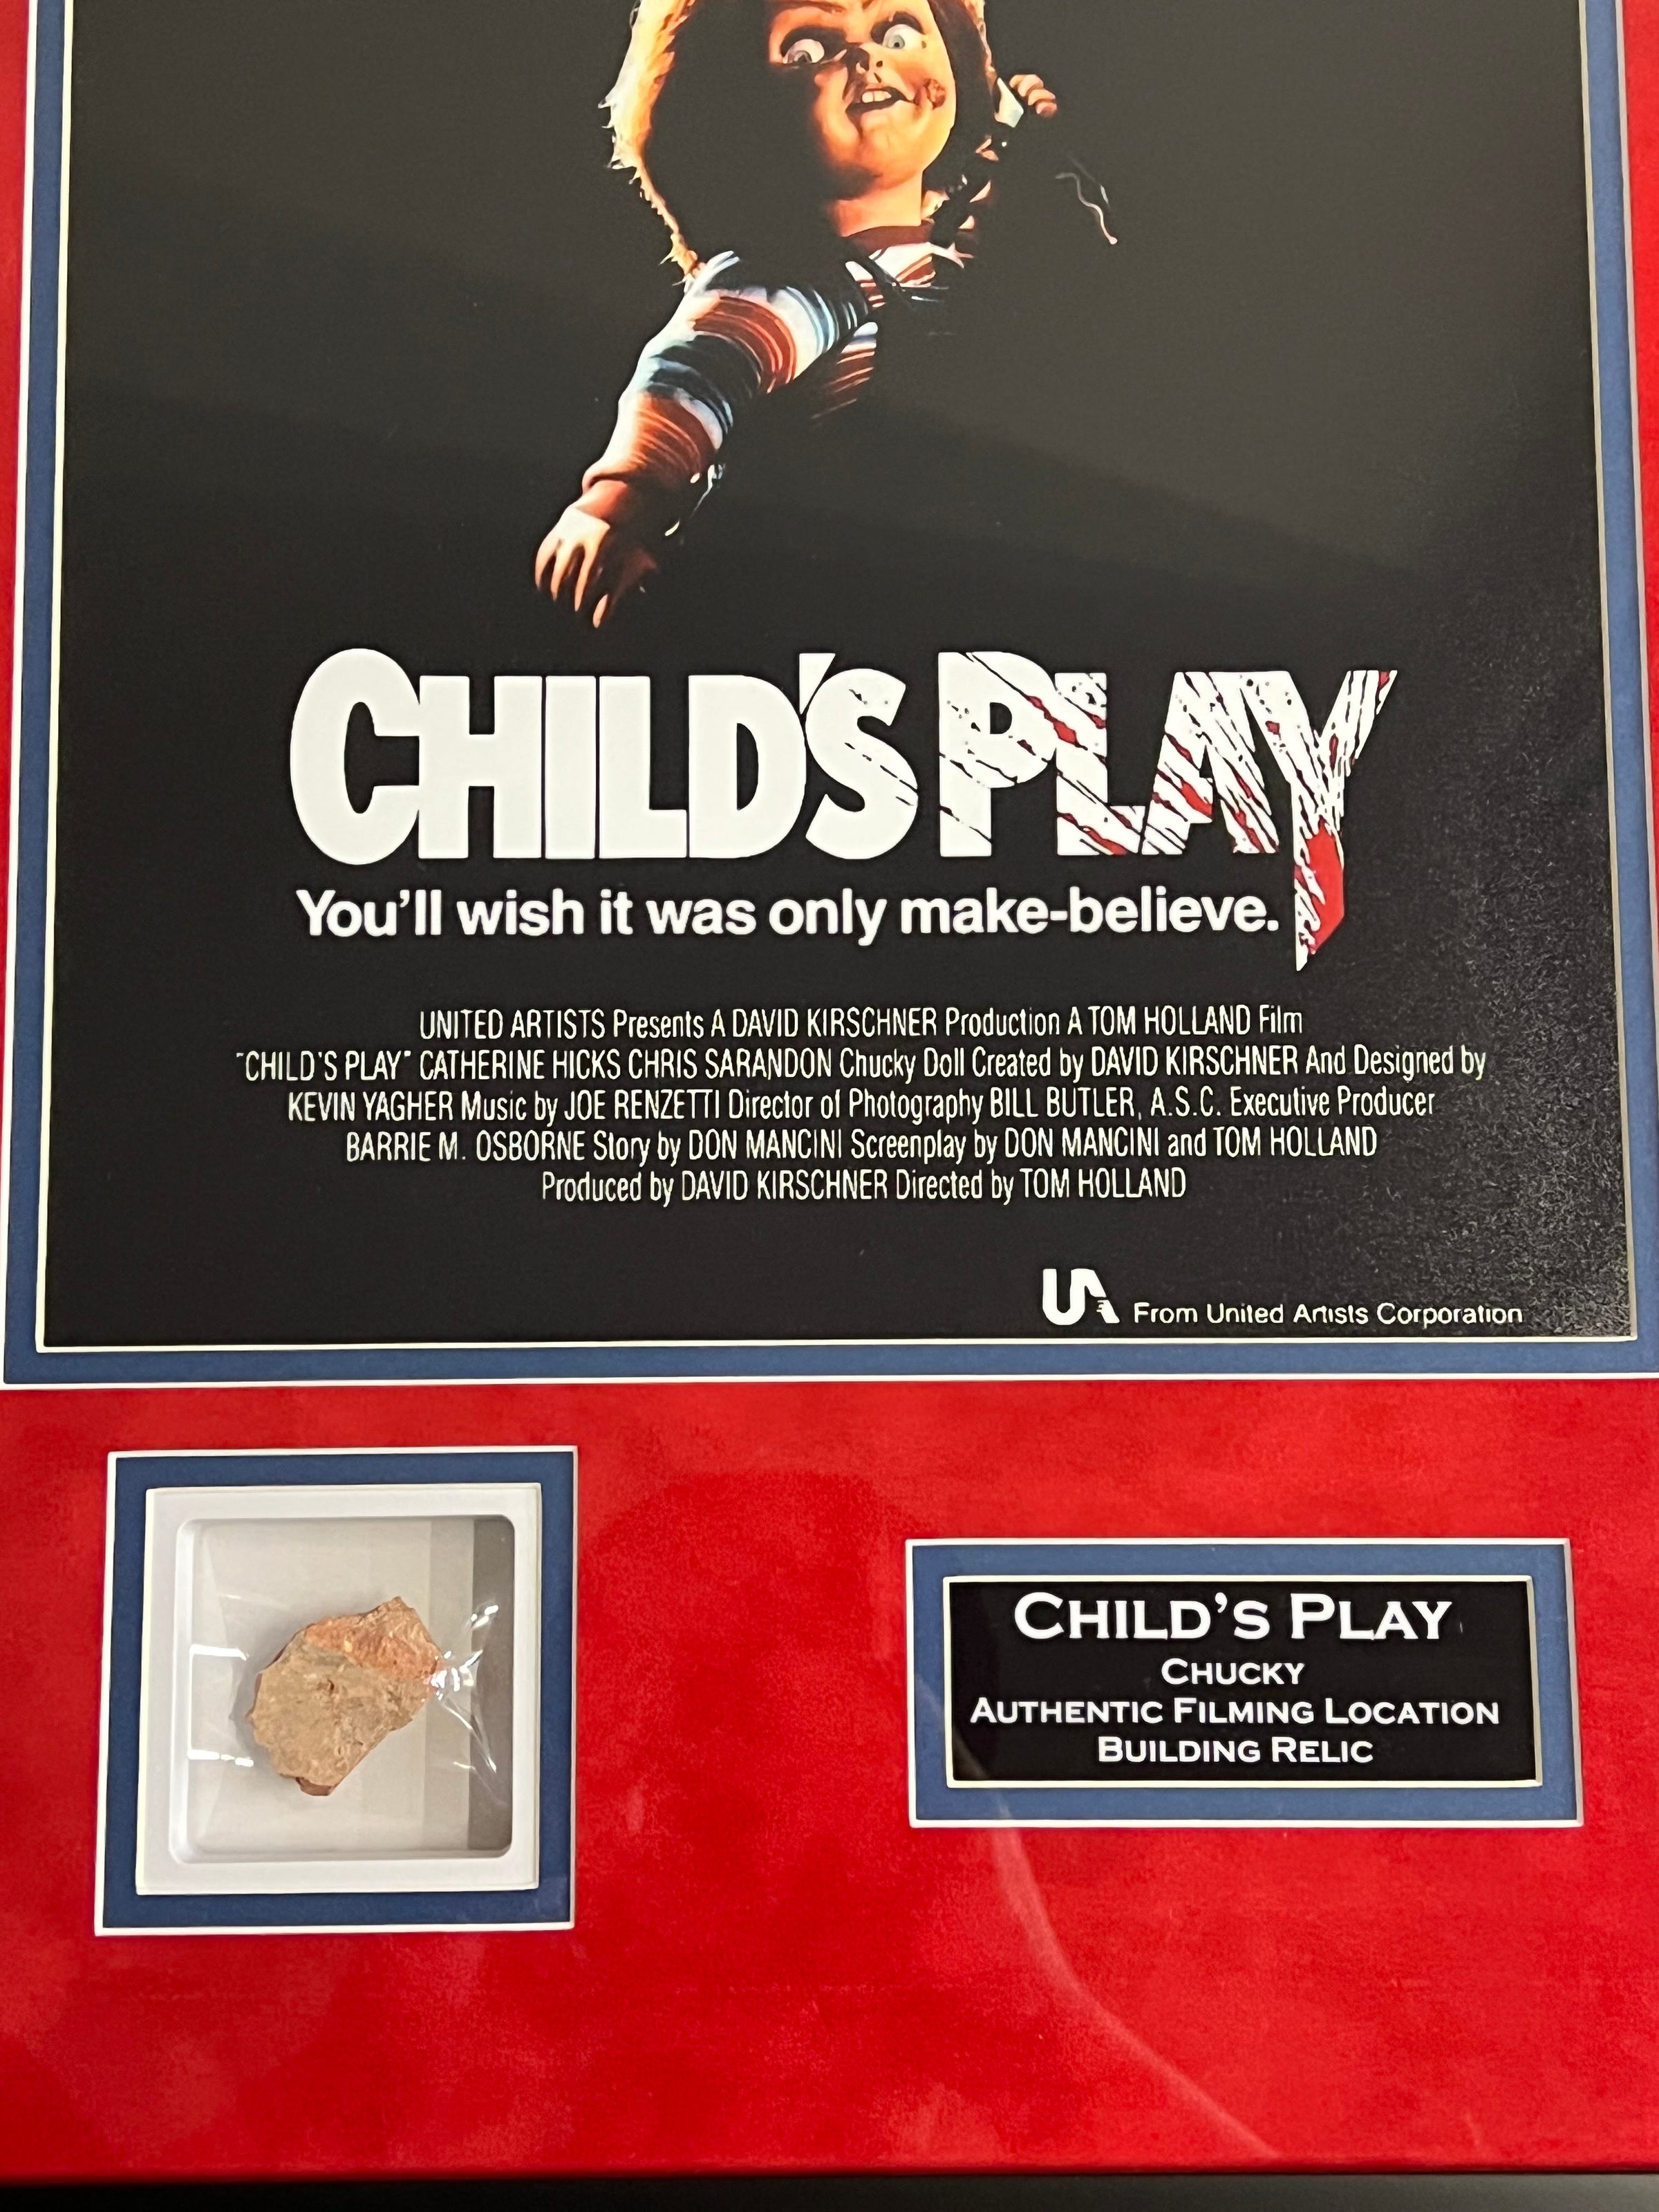 CHILD'S PLAY
You'll wish it was only make-believe.
UNITED ARTISTS Presents A DAVID KIRSCHNER Production A TOM HOLLAND Film
"CHILD'S PLAY" CATHERINE HICKS CHRIS SARANDON Chucky Doll Created by DAVID KIRSCHNER And Designed by
KEVIN YAGHER Music by JOE RENZETTI Director of Photography BILL BUTLER, A.S.C. Executive Producer
BARRIE M. OSBORNE Story by DON MANCINI Screenplay by DON MANCINI and TOM HOLLAND
Produced by DAVID KIRSCHNER Directed by TOM HOLLAND
UA From United Artists Corporation
CHILD'S PLAY
CHUCKY
AUTHENTIC FILMING LOCATION
BUILDING RELIC